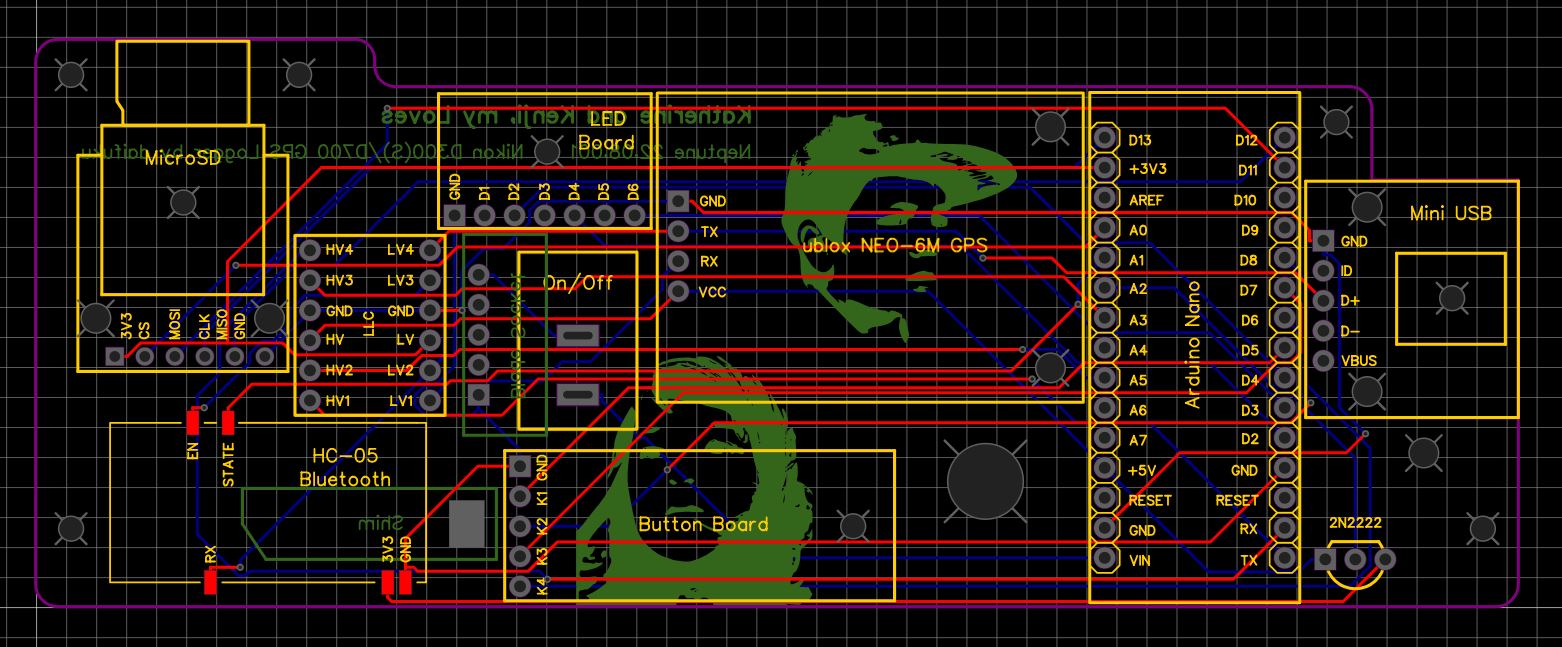 Katherine and Kenji, my Loves
Neptune 22.08.001 Nikon D300(S)/D700 GPS Logger by daifuku
LED
Board
GND
D1
D2
D3
D4
D5
D6
MicroSD
3V3
CS
MOSI
CLK
MISO
GND
HV4
HV3
GND
HV
HV2
HV1
LLC
LV4
LV3
GND
LV
LV2
LV1
On/Off
GND
TX
RX
VCC
ublox NEO-6M GPS
D13
+3V3
AREF
A0
A1
A2
A3
A4
A5
A6
A7
+5V
RESET
GND
VIN
Arduino Nano
D12
D11
D10
D9
D8
D7
D6
D5
D4
D3
D2
GND
RESET
RX
TX
Mini USB
GND
ID
D+
D-
VBUS
2N2222
EN
STATE
HC-05
Bluetooth
Shim
RX
3V3
GND
GND
K1
K2
K3
K4
Button Board